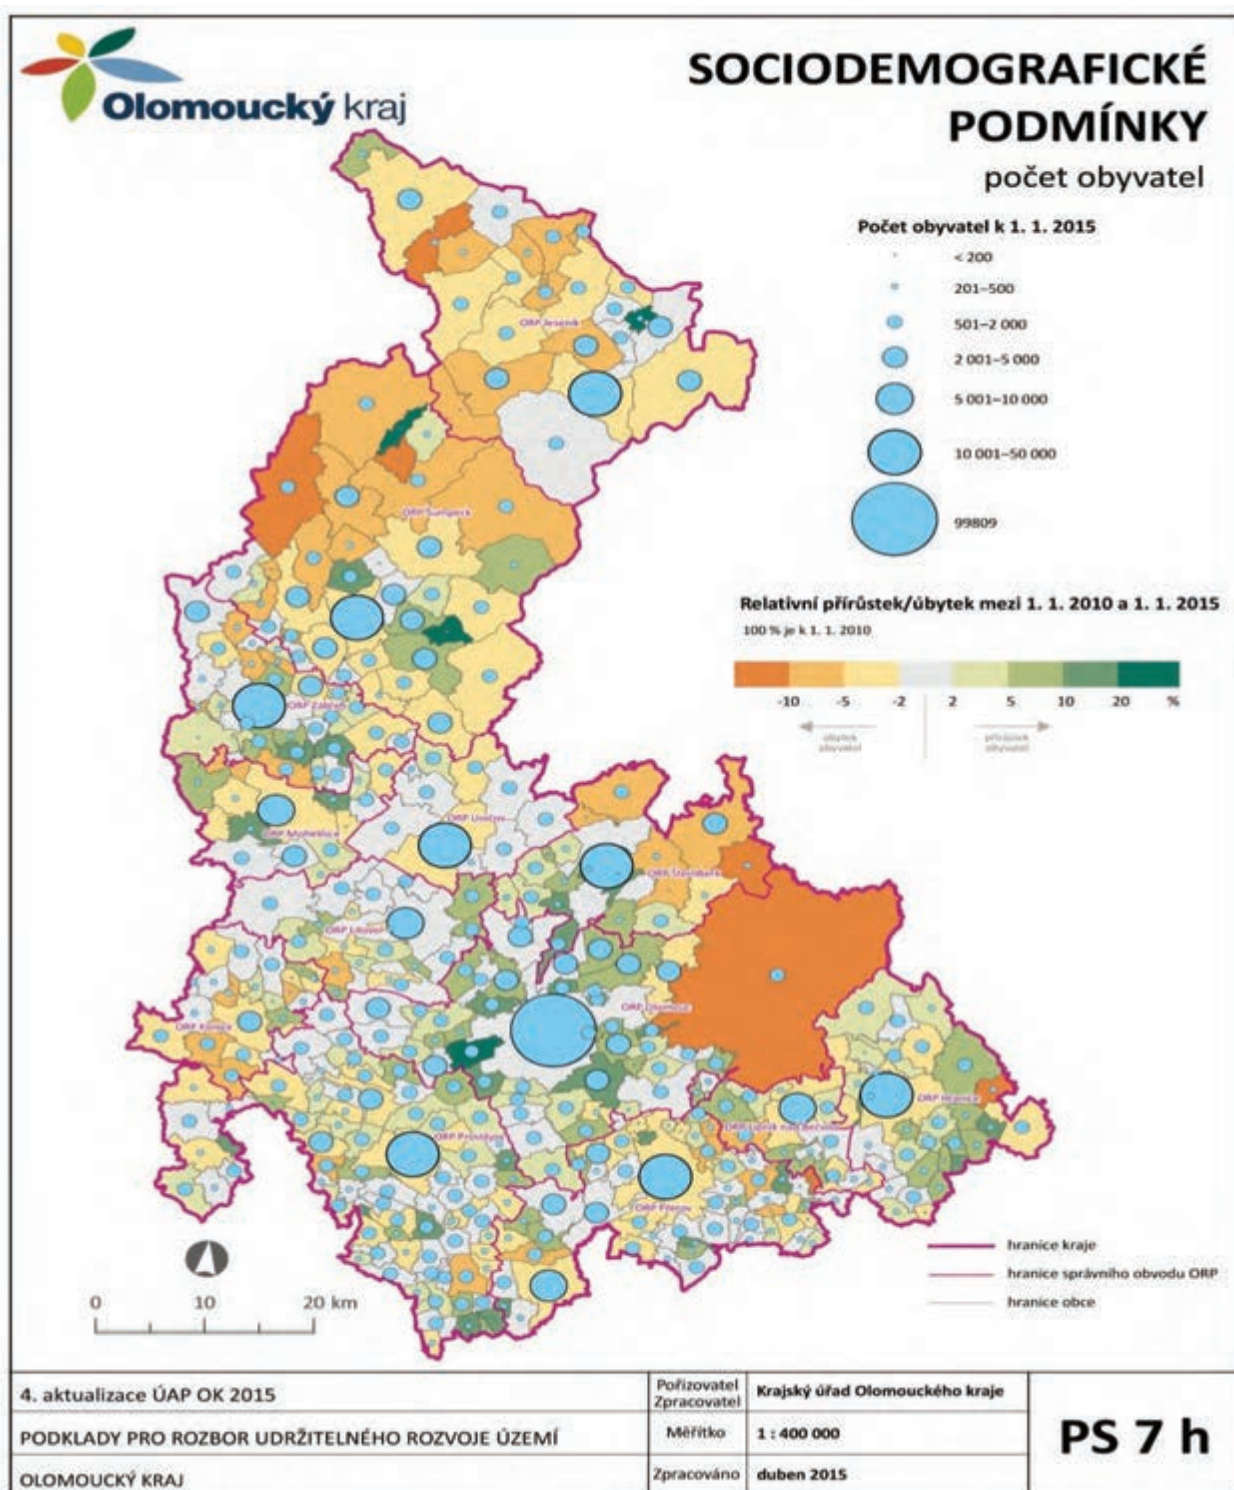 Olomoucký kraj
SOCIODEMOGRAFICKÉ
PODMÍNKY
počet obyvatel
Počet obyvatel k 1. 1. 2015
< 200
201–500
501–2 000
2 001–5 000
5 001–10 000
10 001–50 000
99809
Relativní přírůstek/úbytek mezi 1. 1. 2010 a 1. 1. 2015
100 % je k 1. 1. 2010
-10 -5 -2 2 5 10 20 %
úbytek
obyvatel
přírůstek
obyvatel
ORP Jeseník
ORP Šumperk
ORP Zábřeh
ORP Mohelnice
ORP Uničov
ORP Šternberk
ORP Litovel
ORP Olomouc
ORP Konice
ORP Hranice
ORP Lipník nad Bečvou
ORP Prostějov
ORP Přerov
hranice kraje
hranice správního obvodu ORP
hranice obce
0 10 20 km
4. aktualizace ÚAP OK 2015
PODKLADY PRO ROZBOR UDRŽITELNÉHO ROZVOJE ÚZEMÍ
OLOMOUCKÝ KRAJ
Pořizovatel
Zpracovatel
Krajský úřad Olomouckého kraje
Měřítko
1 : 400 000
Zpracováno
duben 2015
PS 7 h